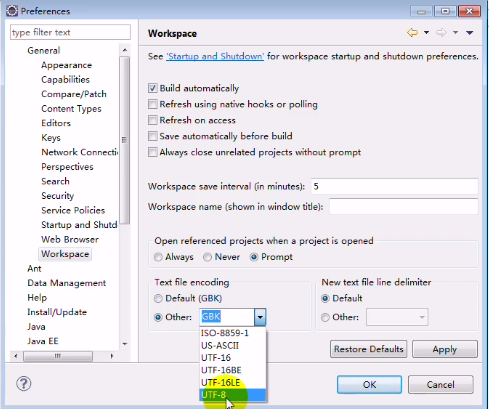 Preferences
type filter text
General
Appearance
Capabilities
Compare/Patch
Content Types
Editors
Keys
Network Connecti
Perspectives
Search
Security
Service Policies
Startup and Shutd
Web Browser
Workspace
Ant
Data Management
Help
Install/Update
Java
Java EE
Workspace
See 'Startup and Shutdown' for workspace startup and shutdown preferences.
Build automatically
Refresh using native hooks or polling
Refresh on access
Save automatically before build
Always close unrelated projects without prompt
Workspace save interval (in minutes): 5
Workspace name (shown in window title):
Open referenced projects when a project is opened
Always Never Prompt
Text file encoding
Default (GBK)
Other: GBK
ISO-8859-1
US-ASCII
UTF-16
UTF-16BE
UTF-16LE
UTF-8
New text file line delimiter
Default
Other:
Restore Defaults Apply
OK Cancel